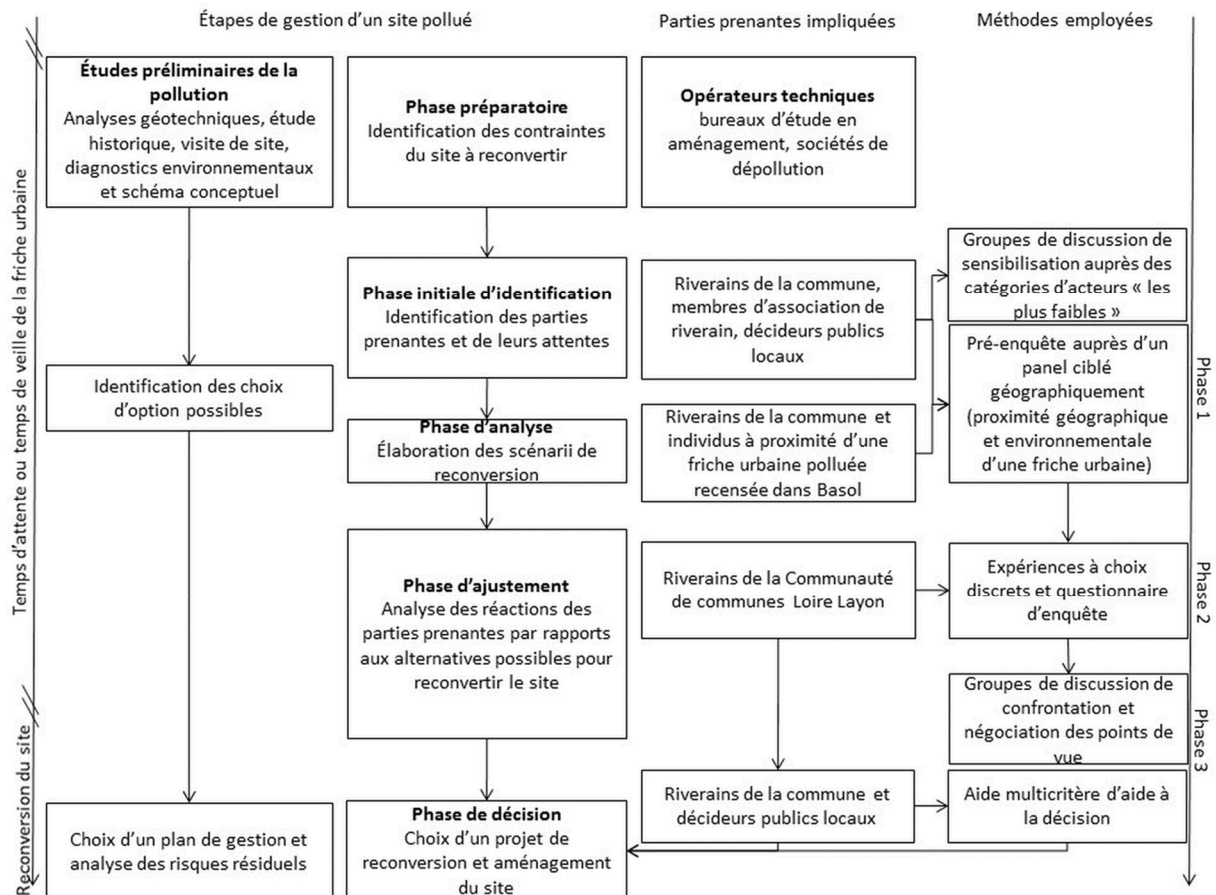 Étapes de gestion d'un site pollué
Parties prenantes impliquées
Méthodes employées
Temps d'attente ou temps de veille de la friche urbaine
Reconversion du site
Études préliminaires de la
pollution
Analyses géotechniques, étude
historique, visite de site,
diagnostics environnementaux
et schéma conceptuel
Identification des choix
d'option possibles
Choix d'un plan de gestion et
analyse des risques résiduels
Phase préparatoire
Identification des contraintes
du site à reconvertir
Phase initiale d'identification
Identification des parties
prenantes et de leurs attentes
Phase d'analyse
Élaboration des scénarii de
reconversion
Phase d'ajustement
Analyse des réactions des
parties prenantes par rapports
aux alternatives possibles pour
reconvertir le site
Phase de décision
Choix d'un projet de
reconversion et aménagement
du site
Opérateurs techniques
bureaux d'étude en
aménagement, sociétés de
dépollution
Riverains de la commune,
membres d'association de
riverain, décideurs publics
locaux
Riverains de la commune et
individus à proximité d'une
friche urbaine polluée
recensée dans Basol
Riverains de la Communauté
de communes Loire Layon
Riverains de la commune et
décideurs publics locaux
Groupes de discussion de
sensibilisation auprès des
catégories d'acteurs « les
plus faibles »
Pré-enquête auprès d'un
panel ciblé
géographiquement
(proximité géographique
et environnementale
d'une friche urbaine)
Expériences à choix
discrets et questionnaire
d'enquête
Groupes de discussion de
confrontation et
négociation des points de
vue
Aide multicritère d'aide à
la décision
Phase 1
Phase 2
Phase 3